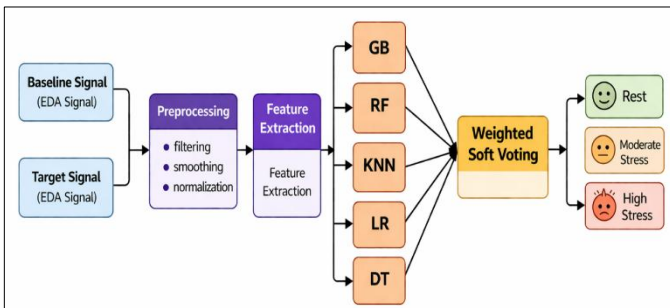 Baseline Signal
(EDA Signal)
Target Signal
(EDA Signal)
Preprocessing
• filtering
• smoothing
• normalization
Feature
Extraction
Feature
Extraction
GB
RF
KNN
LR
DT
Weighted
Soft Voting
Rest
Moderate
Stress
High
Stress